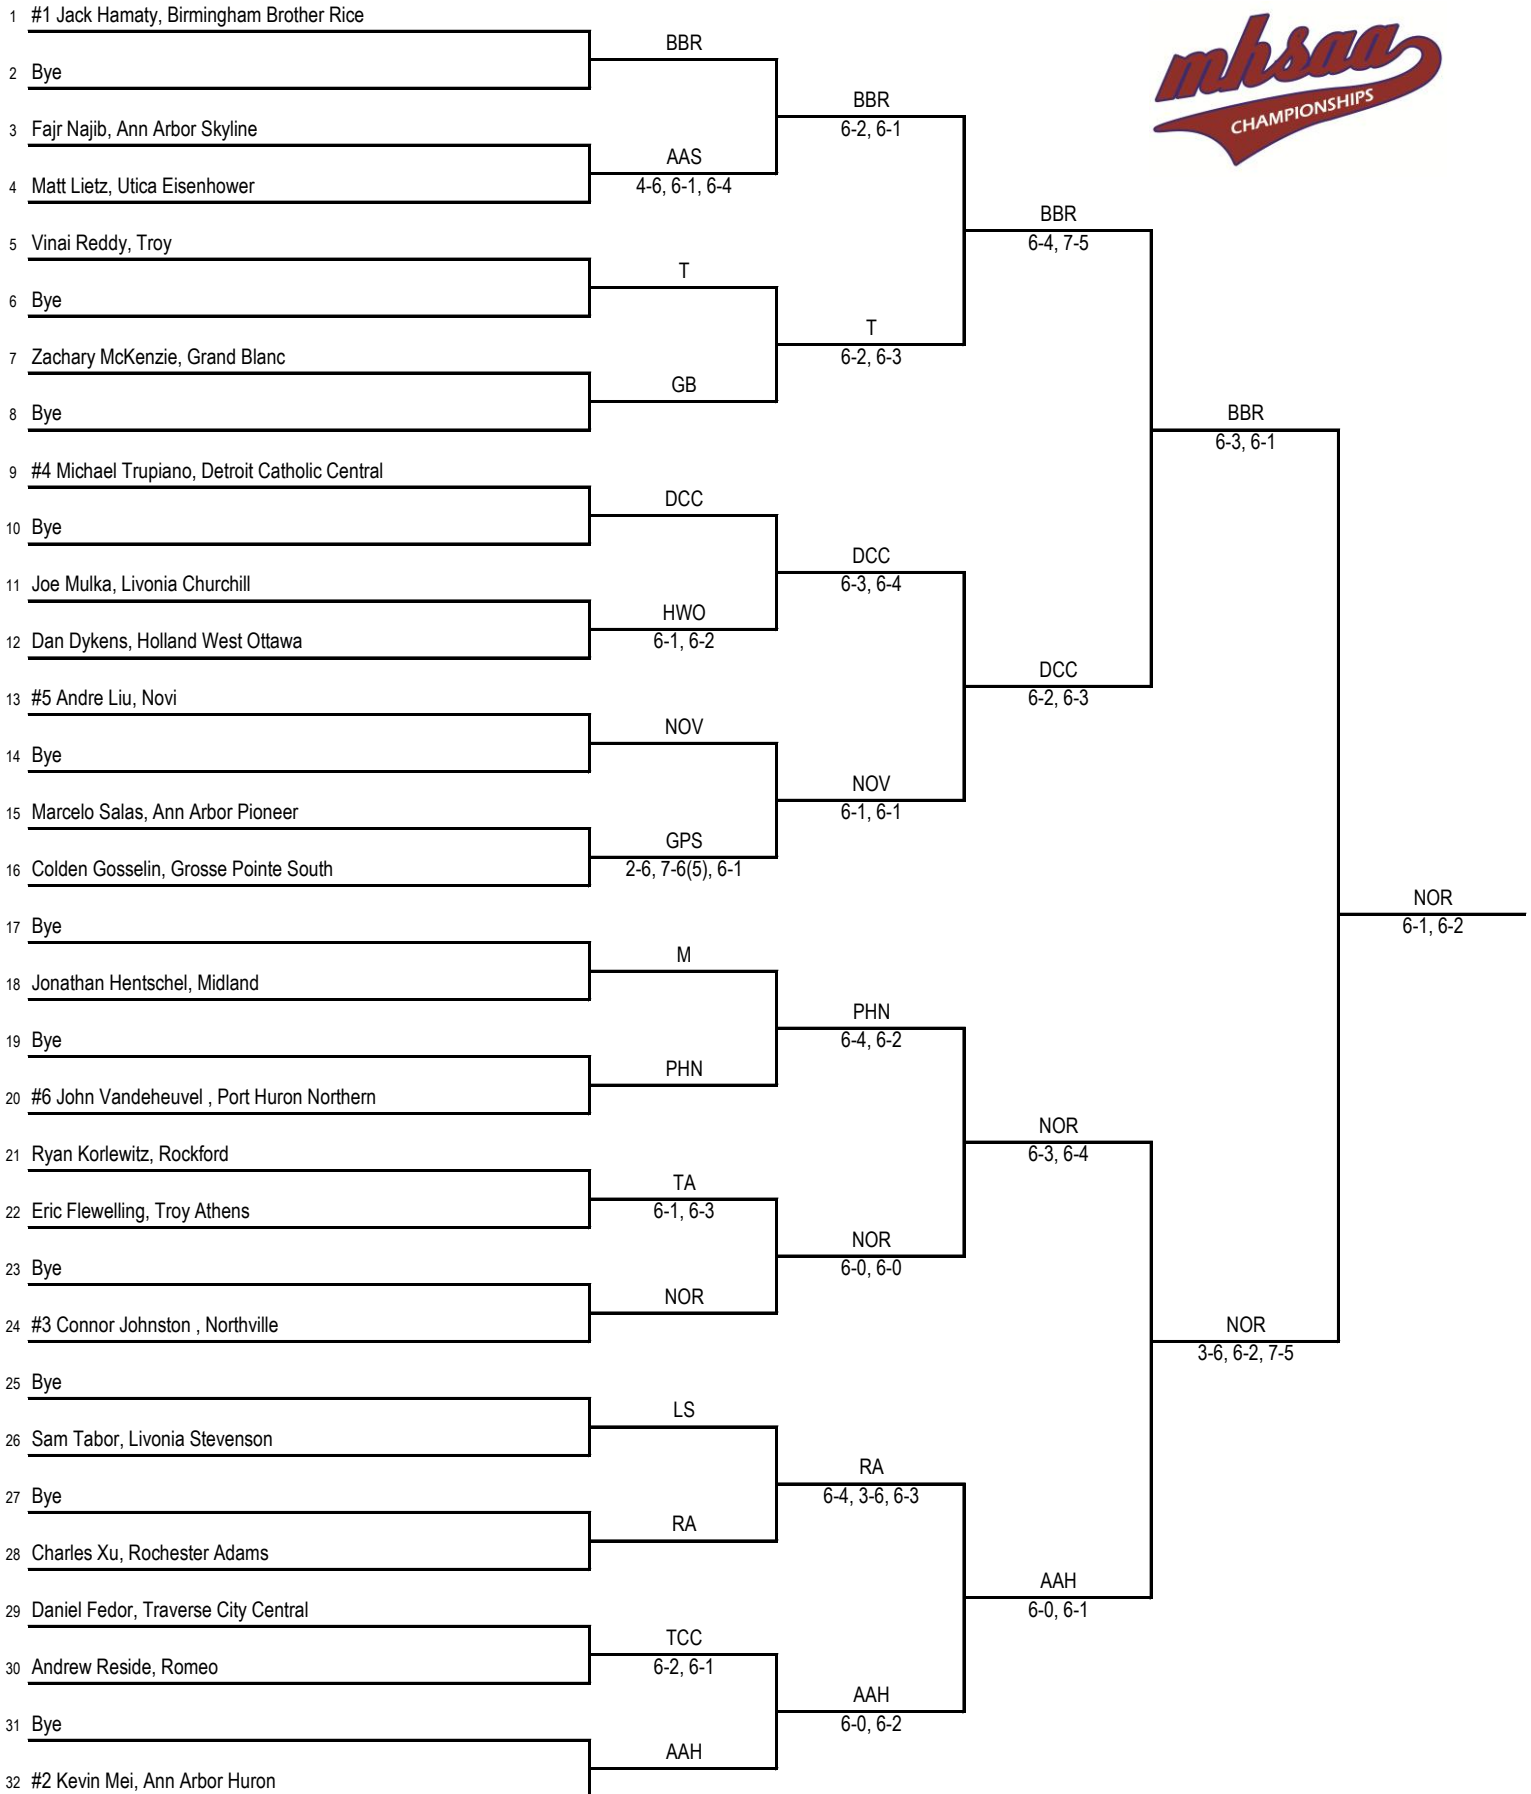 1 #1 Jack Hamaty, Birmingham Brother Rice
mhsaa
CHAMPIONSHIPS
BBR
2 Bye
BBR
6-2, 6-1
3 Fajr Najib, Ann Arbor Skyline
AAS
4-6, 6-1, 6-4
4 Matt Lietz, Utica Eisenhower
BBR
6-4, 7-5
5 Vinai Reddy, Troy
T
6 Bye
T
6-2, 6-3
7 Zachary McKenzie, Grand Blanc
GB
8 Bye
BBR
6-3, 6-1
9 #4 Michael Trupiano, Detroit Catholic Central
DCC
10 Bye
DCC
6-3, 6-4
11 Joe Mulka, Livonia Churchill
HWO
6-1, 6-2
12 Dan Dykens, Holland West Ottawa
DCC
6-2, 6-3
13 #5 Andre Liu, Novi
NOV
14 Bye
NOV
6-1, 6-1
15 Marcelo Salas, Ann Arbor Pioneer
GPS
2-6, 7-6(5), 6-1
16 Colden Gosselin, Grosse Pointe South
NOR
6-1, 6-2
17 Bye
M
18 Jonathan Hentschel, Midland
PHN
6-4, 6-2
19 Bye
PHN
20 #6 John Vandeheuvel , Port Huron Northern
NOR
6-3, 6-4
21 Ryan Korlewitz, Rockford
TA
6-1, 6-3
22 Eric Flewelling, Troy Athens
NOR
6-0, 6-0
23 Bye
NOR
24 #3 Connor Johnston , Northville
NOR
3-6, 6-2, 7-5
25 Bye
LS
26 Sam Tabor, Livonia Stevenson
RA
6-4, 3-6, 6-3
27 Bye
RA
28 Charles Xu, Rochester Adams
AAH
6-0, 6-1
29 Daniel Fedor, Traverse City Central
TCC
6-2, 6-1
30 Andrew Reside, Romeo
AAH
6-0, 6-2
31 Bye
AAH
32 #2 Kevin Mei, Ann Arbor Huron